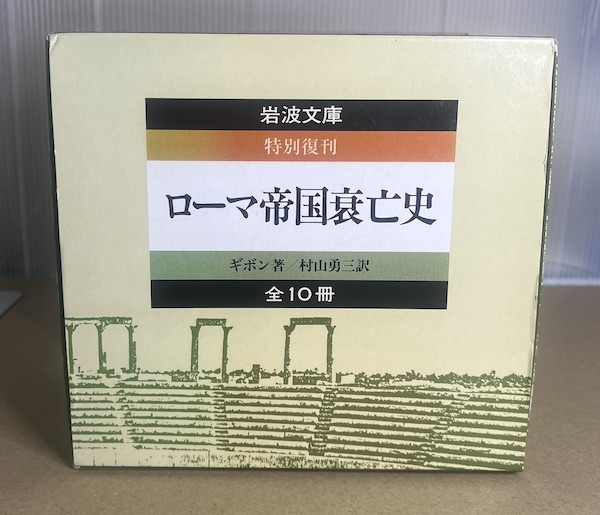 岩波文庫
特別復刊
ローマ帝国衰亡史
ギボン著／村山勇三訳
全10冊